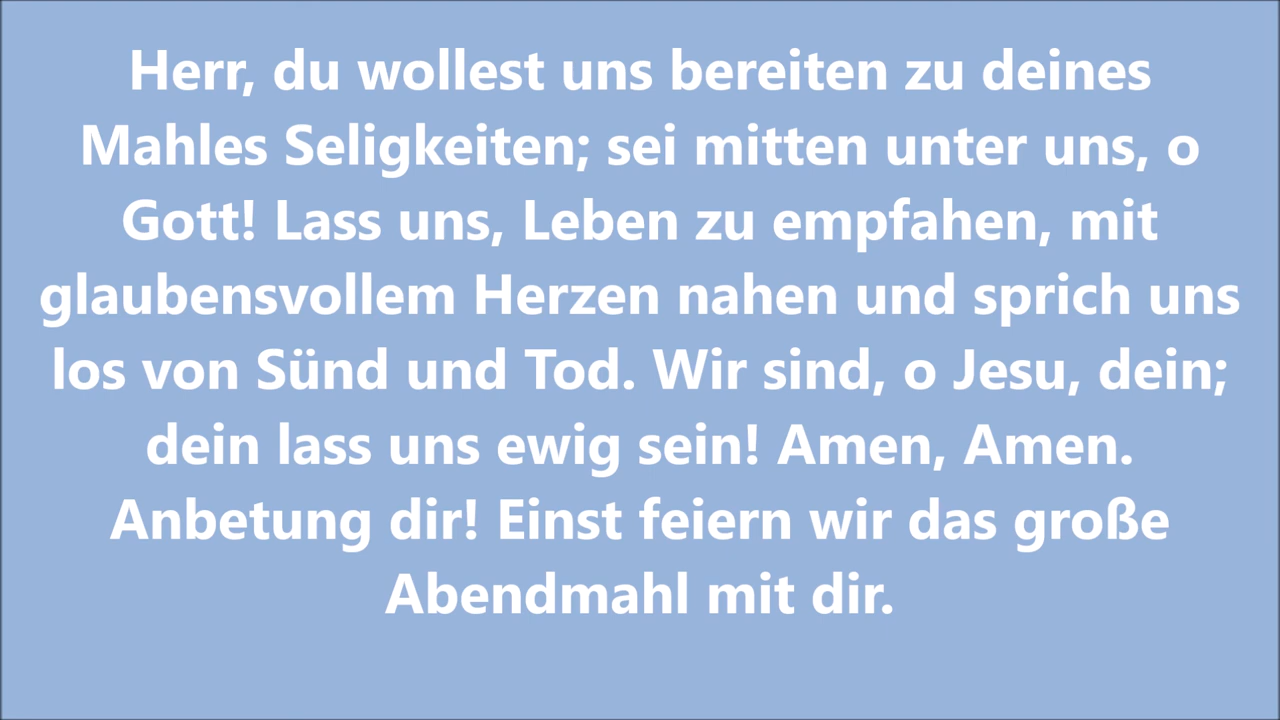 Herr, du wollest uns bereiten zu deines
Mahles Seligkeiten; sei mitten unter uns, o
Gott! Lass uns, Leben zu empfahen, mit
glaubensvollem Herzen nahen und sprich uns
los von Sünd und Tod. Wir sind, o Jesu, dein;
dein lass uns ewig sein! Amen, Amen.
Anbetung dir! Einst feiern wir das große
Abendmahl mit dir.